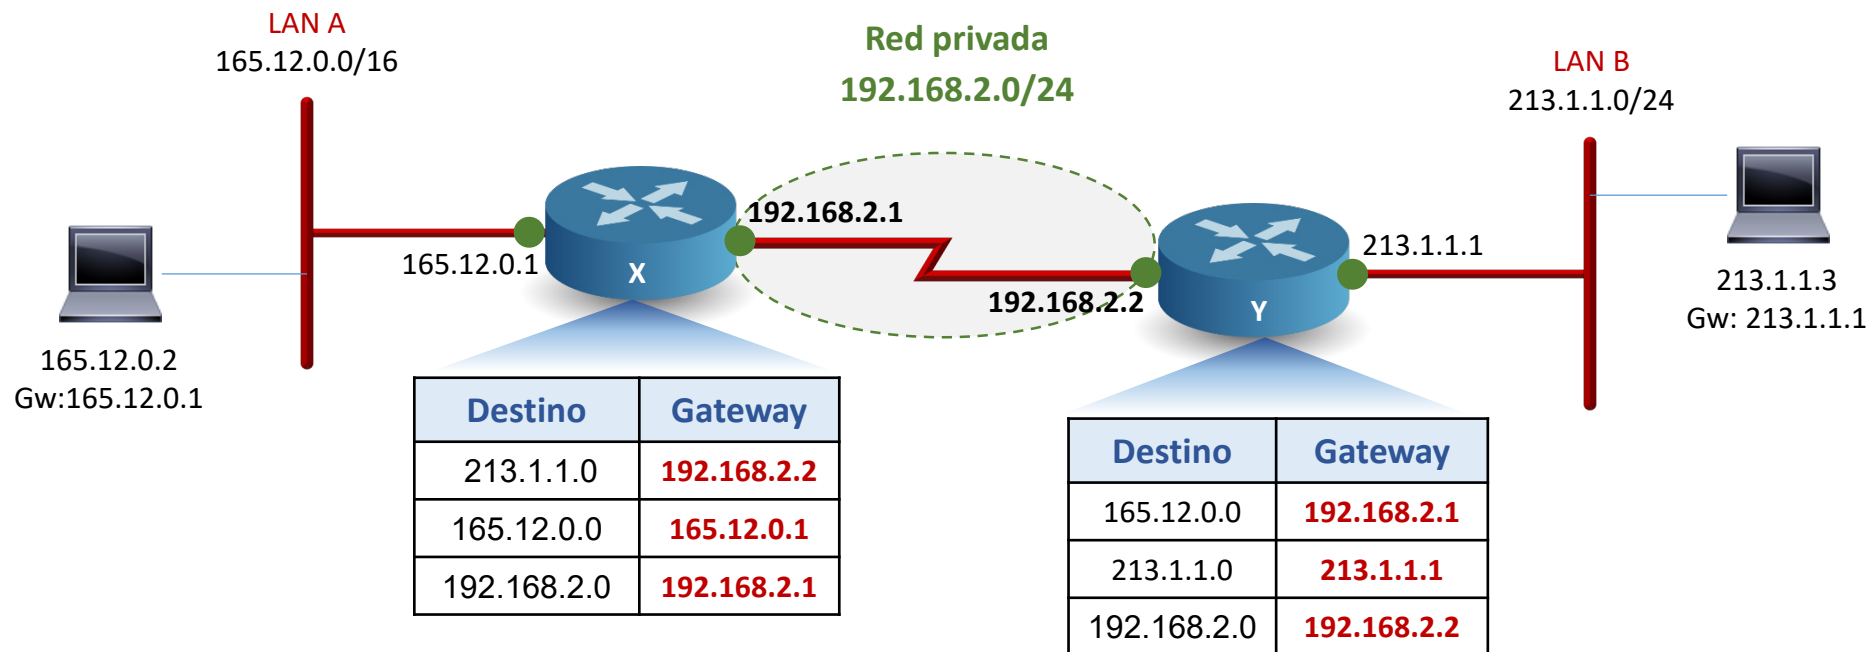 LAN A
165.12.0.0/16
Red privada
192.168.2.0/24
LAN B
213.1.1.0/24
192.168.2.1
165.12.0.1
X
192.168.2.2
213.1.1.1
Y
165.12.0.2
Gw:165.12.0.1
213.1.1.3
Gw: 213.1.1.1
Destino Gateway
213.1.1.0 192.168.2.2
165.12.0.0 165.12.0.1
192.168.2.0 192.168.2.1
Destino Gateway
165.12.0.0 192.168.2.1
213.1.1.0 213.1.1.1
192.168.2.0 192.168.2.2